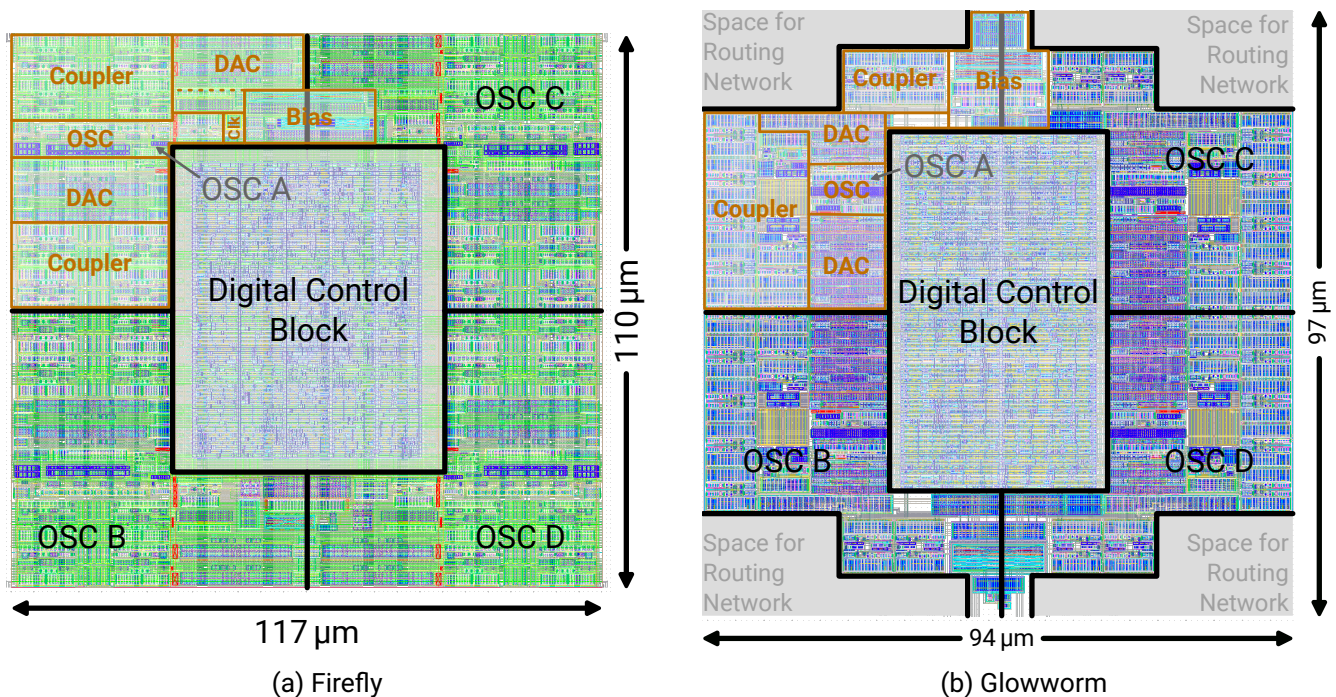 Coupler
DAC
OSC C
Bias
Clk
OSC
OSC A
DAC
Coupler
Digital Control
Block
OSC B
OSC D
110 µm
117 µm
(a) Firefly
Space for
Routing
Network
Space for
Routing
Network
Coupler
Bias
DAC
OSC C
OSC A
OSC
Coupler
DAC
Digital Control
Block
OSC B
OSC D
Space for
Routing
Network
Space for
Routing
Network
97 µm
94 µm
(b) Glowworm